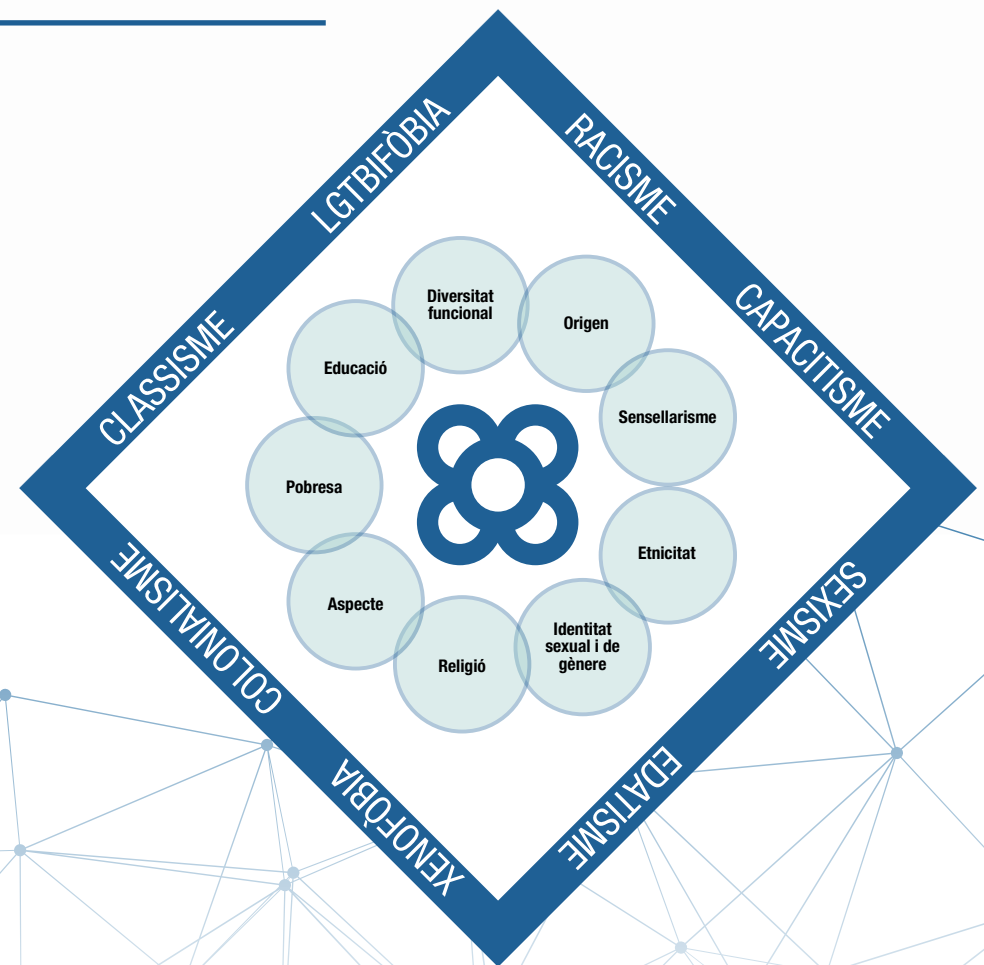 LGTBIFÒBIA
RACISME
CLASSISME
CAPACITISME
Diversitat
funcional
Origen
Educació
Sensellarisme
Pobresa
Etnicitat
Aspecte
Identitat
sexual i de
gènere
Religió
COLONIALISME
SEXISME
XENOFÒBIA
EDATISME